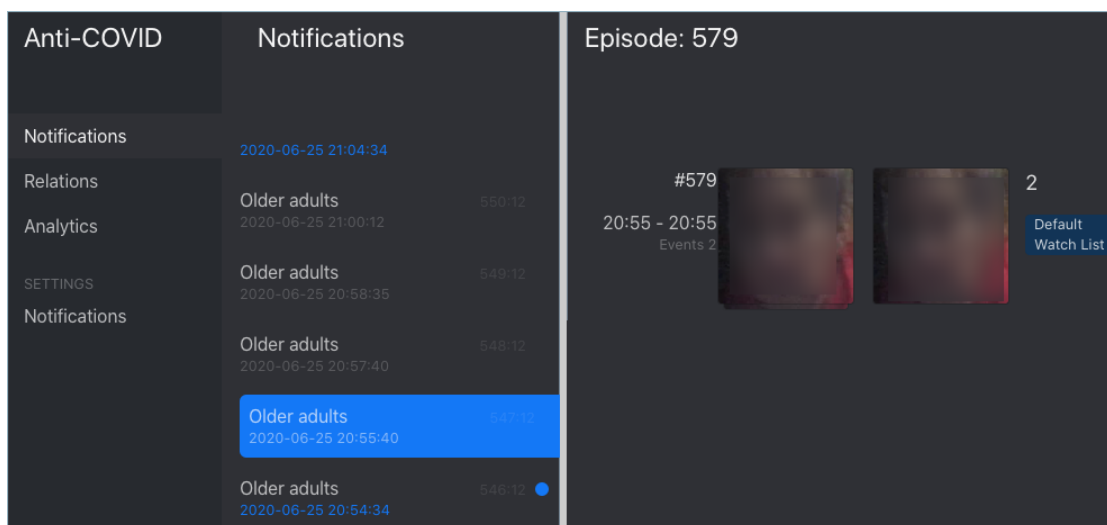 Anti-COVID
Notifications
Relations
Analytics
SETTINGS
Notifications
Notifications
2020-06-25 21:04:34
Older adults 550:12
2020-06-25 21:00:12
Older adults 549:12
2020-06-25 20:58:35
Older adults 548:12
2020-06-25 20:57:40
Older adults 547:12
2020-06-25 20:55:40
Older adults 546:12
2020-06-25 20:54:34
Episode: 579
#579
20:55 - 20:55
Events 2
2
Default
Watch List